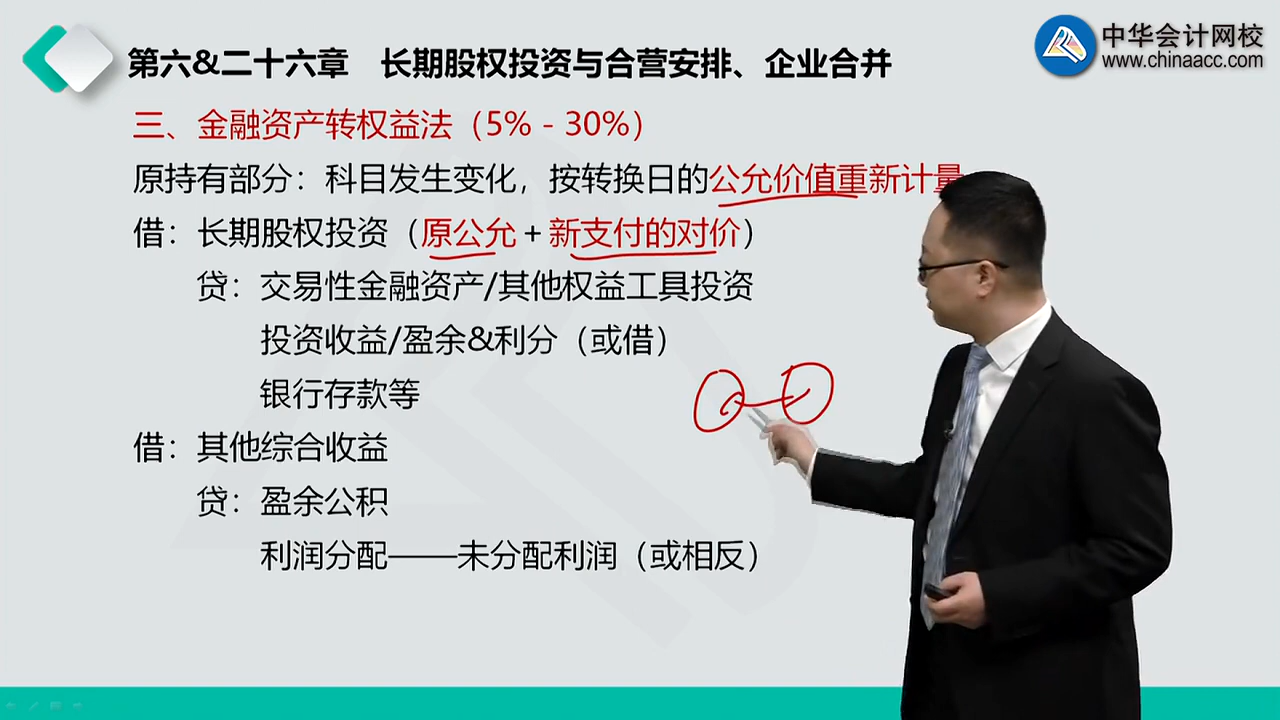 第六&二十六章 长期股权投资与合营安排、企业合并
中华会计网校
www.chinaacc.com
三、金融资产转权益法（5% - 30%）
原持有部分：科目发生变化，按转换日的公允价值重新计量
借：长期股权投资（原公允+新支付的对价）
贷：交易性金融资产/其他权益工具投资
投资收益/盈余&利分（或借）
银行存款等
借：其他综合收益
贷：盈余公积
利润分配——未分配利润（或相反）